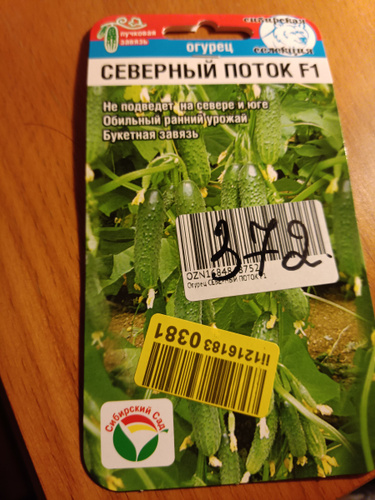 пучковая
завязь
огурец
сибирская
селекция
СЕВЕРНЫЙ ПОТОК F1
Не подведет на севере и юге
Обильный ранний урожай
Букетная завязь
372.
Огурец СЕВЕРНЫЙ ПОТОК F1
Ii1216183 0381
Сибирский Сад